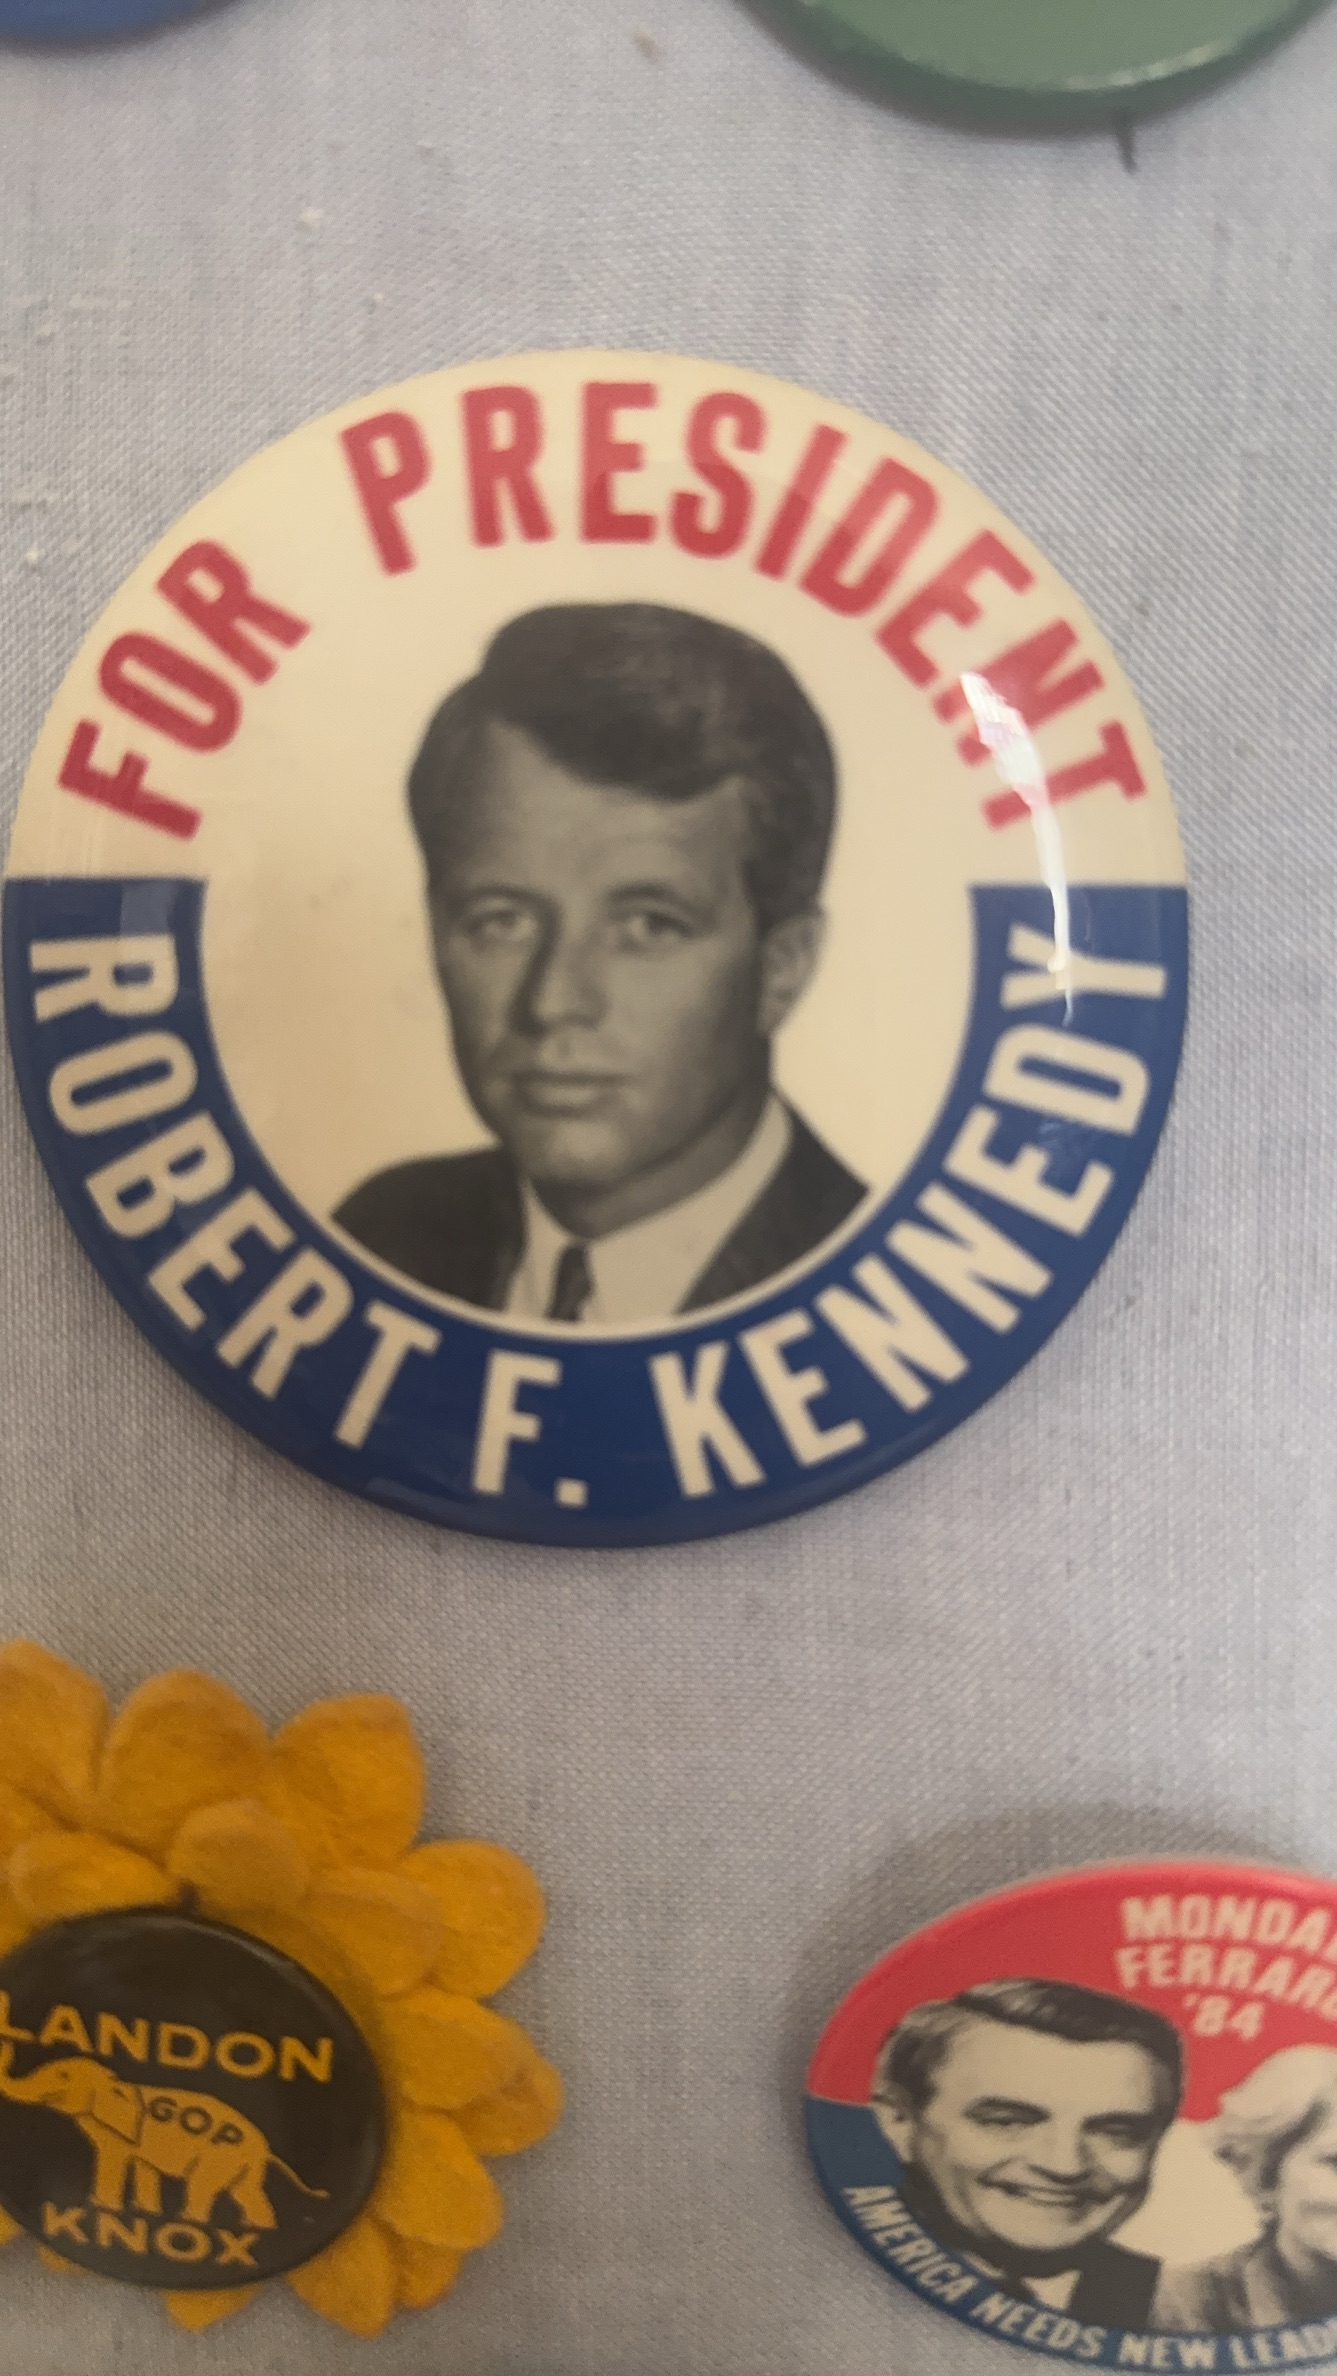 FOR PRESIDENT
ROBERT F. KENNEDY
LANDON
GOP
KNOX
'84
AMERICA NEEDS NEW